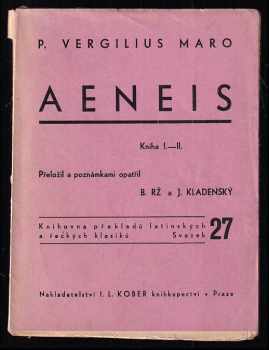 P. VERGILIUS MARO
AENEIS
Kniha I.—II.
Přeložil a poznámkami opatřil
B. RŽ a J. KLADENSKÝ
Knihovna překladů latinských
a řeckých klasiků Svazek 27
Nakladatelství I. L. KOBER knihkupectví v Praze